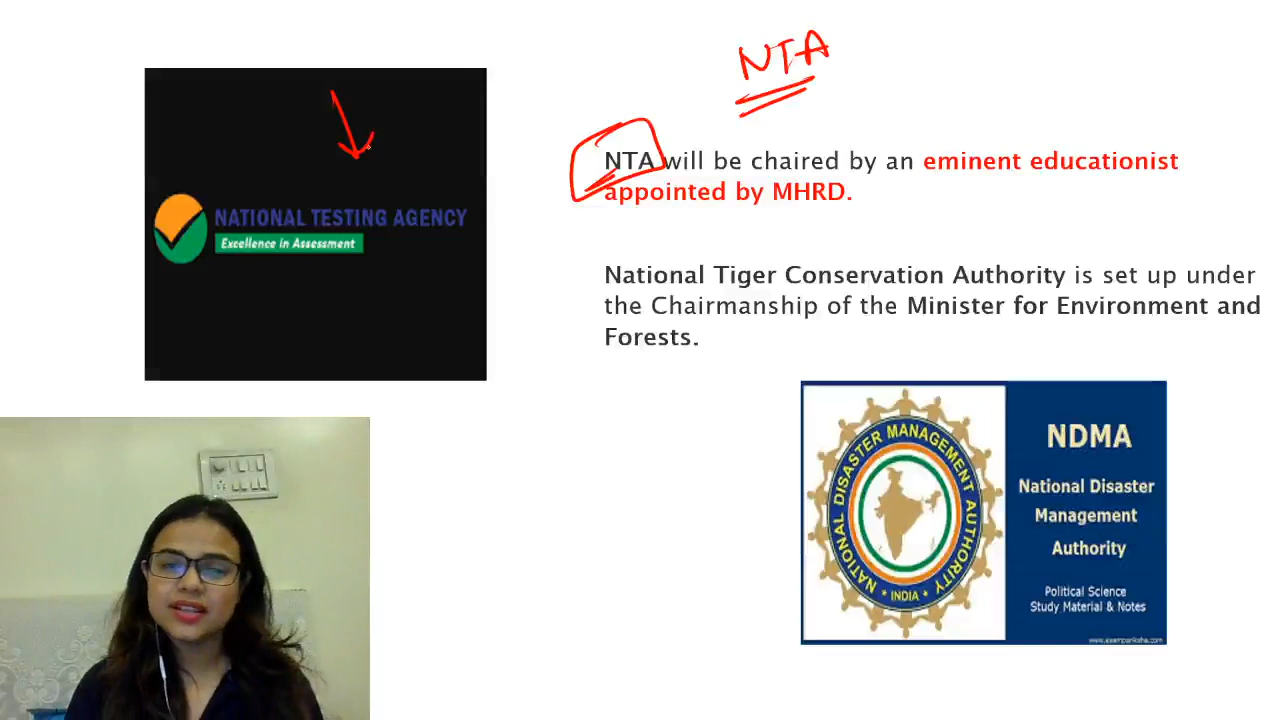 NTA
NATIONAL TESTING AGENCY
Excellence in Assessment
NTA will be chaired by an eminent educationist
appointed by MHRD.
National Tiger Conservation Authority is set up under
the Chairmanship of the Minister for Environment and
Forests.
NATIONAL DISASTER MANAGEMENT AUTHORITY
* INDIA *
NDMA
National Disaster
Management
Authority
Political Science
Study Material & Notes